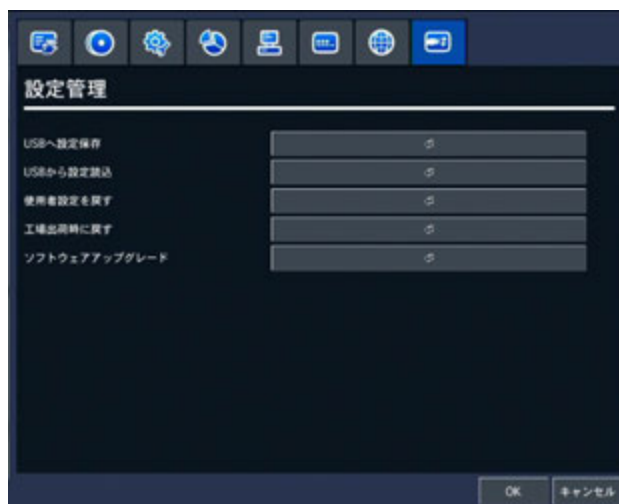 設定管理
USBへ設定保存
USBから設定読込
使用者設定を戻す
工場出荷時に戻す
ソフトウェアアップグレード
OK
キャンセル